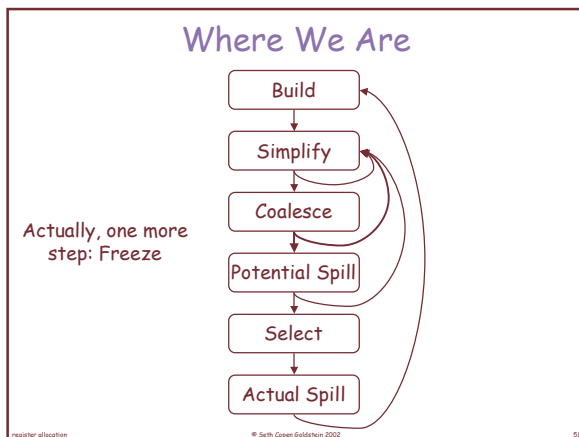 Where We Are
Build
Simplify
Coalesce
Actually, one more
step: Freeze
Potential Spill
Select
Actual Spill
register allocation
© Seth Copen Goldstein 2002